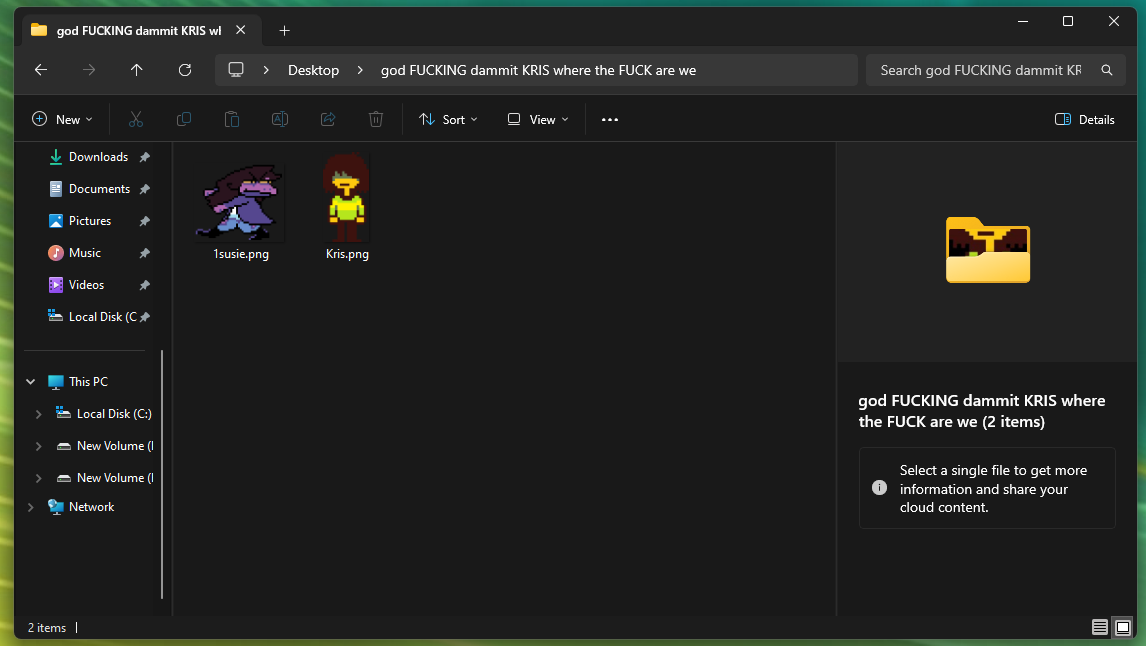 god FUCKING dammit KRIS wl
Desktop
god FUCKING dammit KRIS where the FUCK are we
Search god FUCKING dammit KR
New
Sort
View
Details
Downloads
Documents
Pictures
Music
Videos
Local Disk (C
This PC
Local Disk (C:)
New Volume (
New Volume (
Network
1susie.png
Kris.png
god FUCKING dammit KRIS where
the FUCK are we (2 items)
Select a single file to get more
information and share your
cloud content.
2 items